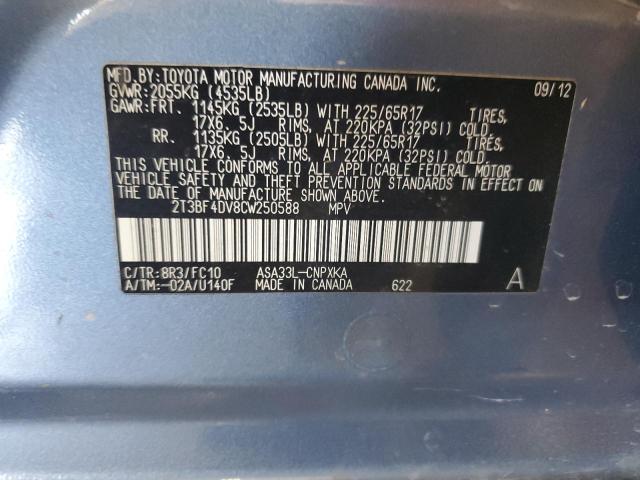 MFD.BY:TOYOTA MOTOR MANUFACTURING CANADA INC.
GVWR:2055KG (4535LB) 09/12
GAWR:FRT. 1145KG (2535LB) WITH 225/65R17 TIRES,
17X6. 5J RIMS, AT 220KPA (32PSI) COLD.
RR. 1135KG (2505LB) WITH 225/65R17 TIRES,
17X6. 5J RIMS, AT 220KPA (32PSI) COLD.
THIS VEHICLE CONFORMS TO ALL APPLICABLE FEDERAL MOTOR
VEHICLE SAFETY AND THEFT PREVENTION STANDARDS IN EFFECT ON
THE DATE OF MANUFACTURE SHOWN ABOVE.
2T3BF4DV8CW250588 MPV
C/TR:8R3/FC10 ASA33L-CNPXKA
A/TM:-02A/U140F MADE IN CANADA 622 A